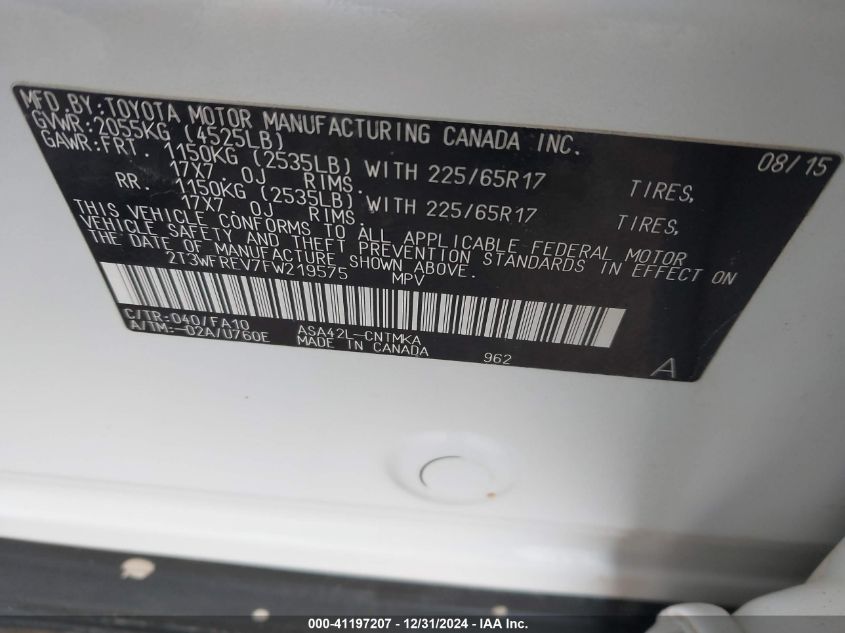 MFD.BY:TOYOTA MOTOR MANUFACTURING CANADA INC. 08/15
GVWR:2055KG (4525LB)
GAWR:FRT. 1150KG (2535LB) WITH 225/65R17 TIRES,
17X7.0J RIMS.
RR. 1150KG (2535LB) WITH 225/65R17 TIRES,
17X7.0J RIMS.
THIS VEHICLE CONFORMS TO ALL APPLICABLE FEDERAL MOTOR
VEHICLE SAFETY AND THEFT PREVENTION STANDARDS IN EFFECT ON
THE DATE OF MANUFACTURE SHOWN ABOVE.
2T3WFREV7FW219575 MPV
C/TR:040/FA10 ASA42L-CNTMKA
A/TM:-02A/U760E MADE IN CANADA 962 A
000-41197207 - 12/31/2024 - IAA Inc.